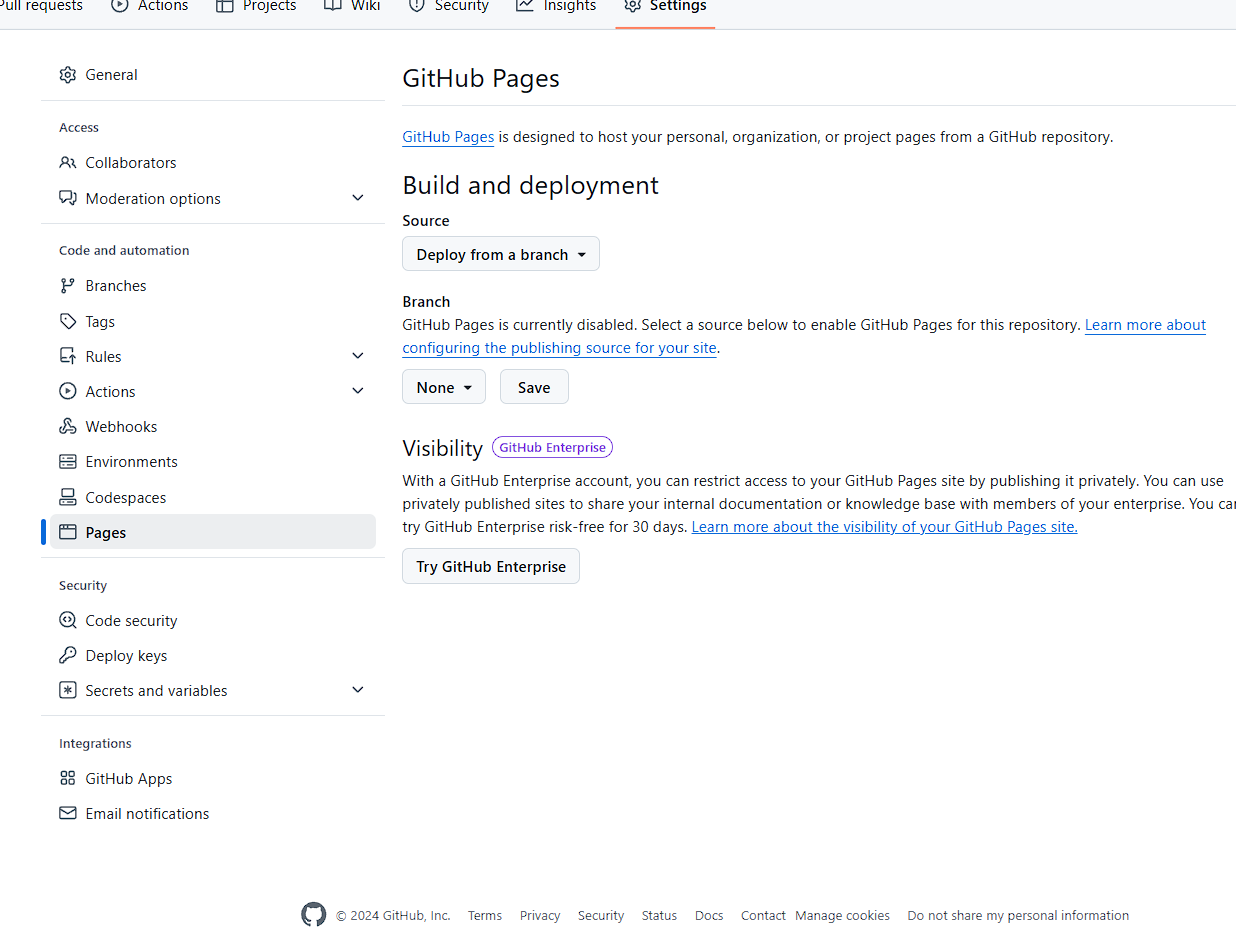 Pull requests Actions Projects Wiki Security Insights Settings
General
Access
Collaborators
Moderation options
Code and automation
Branches
Tags
Rules
Actions
Webhooks
Environments
Codespaces
Pages
Security
Code security
Deploy keys
Secrets and variables
Integrations
GitHub Apps
Email notifications
GitHub Pages
GitHub Pages is designed to host your personal, organization, or project pages from a GitHub repository.
Build and deployment
Source
Deploy from a branch
Branch
GitHub Pages is currently disabled. Select a source below to enable GitHub Pages for this repository. Learn more about
configuring the publishing source for your site.
None Save
Visibility GitHub Enterprise
With a GitHub Enterprise account, you can restrict access to your GitHub Pages site by publishing it privately. You can use
privately published sites to share your internal documentation or knowledge base with members of your enterprise. You can
try GitHub Enterprise risk-free for 30 days. Learn more about the visibility of your GitHub Pages site.
Try GitHub Enterprise
© 2024 GitHub, Inc. Terms Privacy Security Status Docs Contact Manage cookies Do not share my personal information